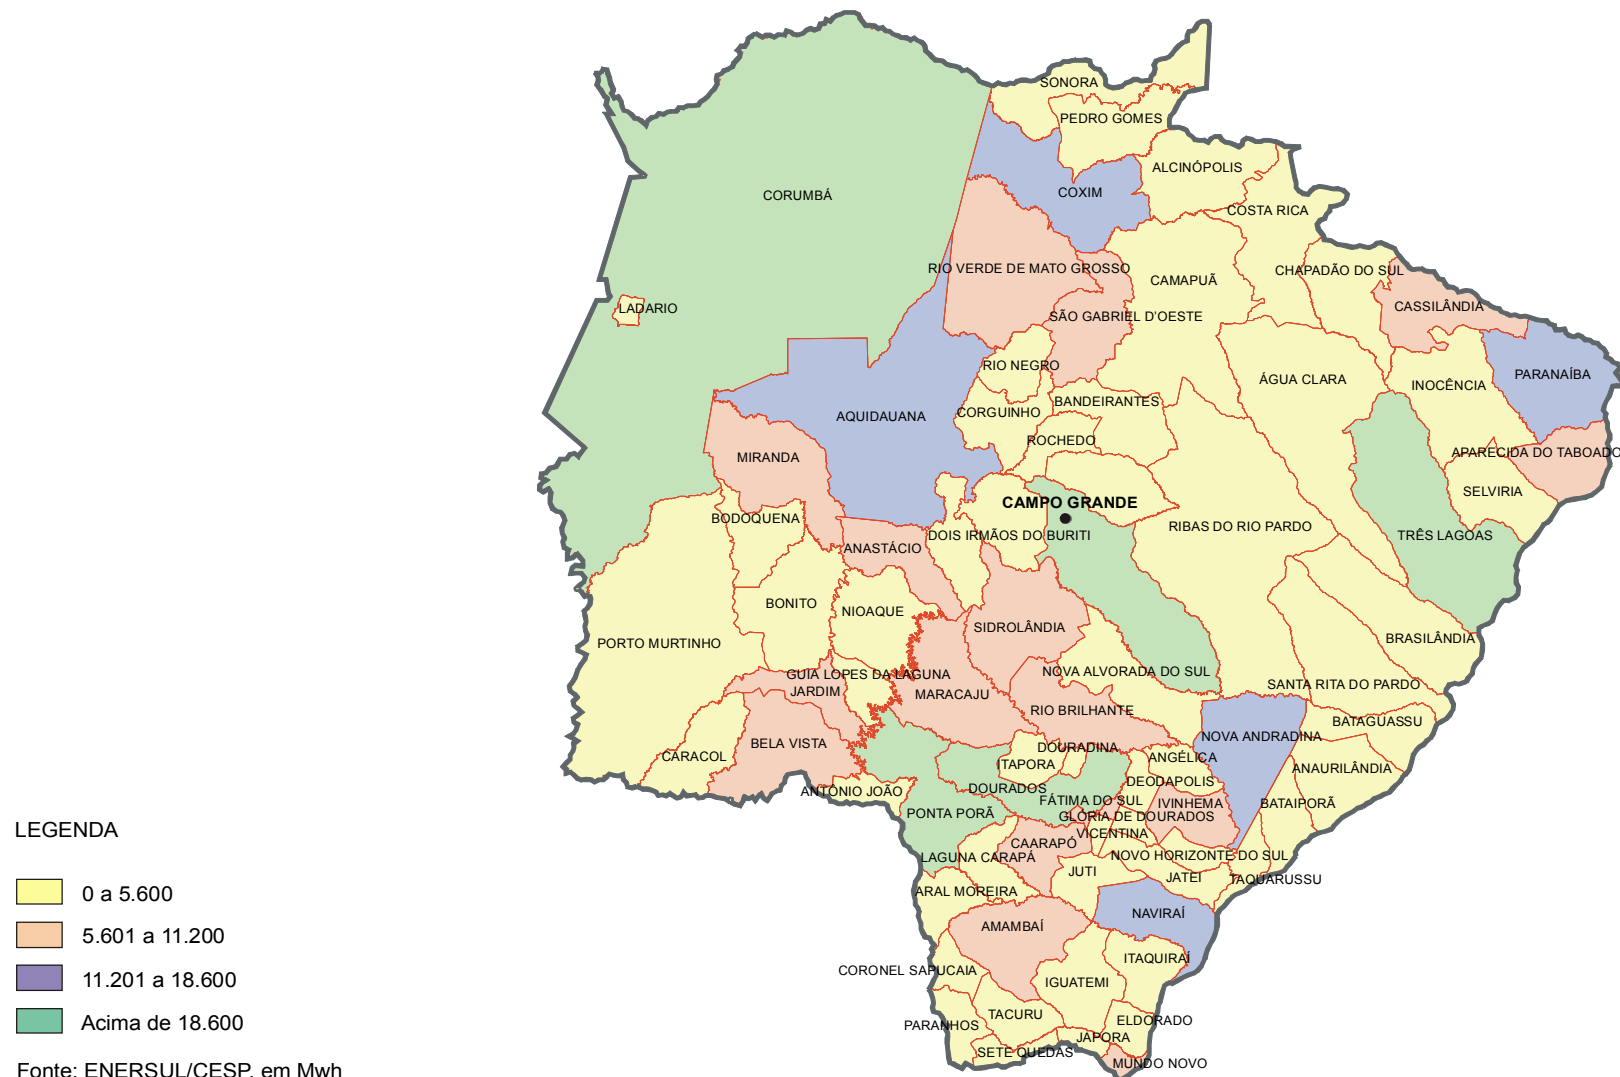 SONORA
PEDRO GOMES
ALCINÓPOLIS
CORUMBÁ
COXIM
COSTA RICA
RIO VERDE DE MATO GROSSO
CHAPADÃO DO SUL
CAMAPUÃ
LADARIO
CASSILÂNDIA
SÃO GABRIEL D'OESTE
RIO NEGRO
PARANAÍBA
ÁGUA CLARA
INOCÊNCIA
BANDEIRANTES
AQUIDAUANA
CORGUINHO
ROCHEDO
APARECIDA DO TABOADO
MIRANDA
SELVIRIA
CAMPO GRANDE
BODOQUENA
RIBAS DO RIO PARDO
DOIS IRMÃOS DO BURITI
TRÊS LAGOAS
ANASTÁCIO
BONITO
NIOAQUE
SIDROLÂNDIA
BRASILÂNDIA
PORTO MURTINHO
NOVA ALVORADA DO SUL
GUIA LOPES DA LAGUNA
SANTA RITA DO PARDO
JARDIM
MARACAJU
RIO BRILHANTE
BATAGUASSU
NOVA ANDRADINA
BELA VISTA
DOURADINA
CARACOL
ANGÉLICA
ITAPORA
ANAURILÂNDIA
DEODAPOLIS
DOURADOS
ANTÔNIO JOÃO
FÁTIMA DO SUL
IVINHEMA
BATAIPORÃ
PONTA PORÃ
GLORIA DE DOURADOS
VICENTINA
CAARAPÓ
NOVO HORIZONTE DO SUL
LAGUNA CARAPÁ
JUTI
JATEI
TAQUARUSSU
ARAL MOREIRA
NAVIRAÍ
AMAMBAÍ
ITAQUIRAÍ
CORONEL SAPUCAIA
IGUATEMI
TACURU
ELDORADO
PARANHOS
JAPORA
SETE QUEDAS
MUNDO NOVO
LEGENDA
0 a 5.600
5.601 a 11.200
11.201 a 18.600
Acima de 18.600
Fonte: ENERSUL/CESP, em Mwh